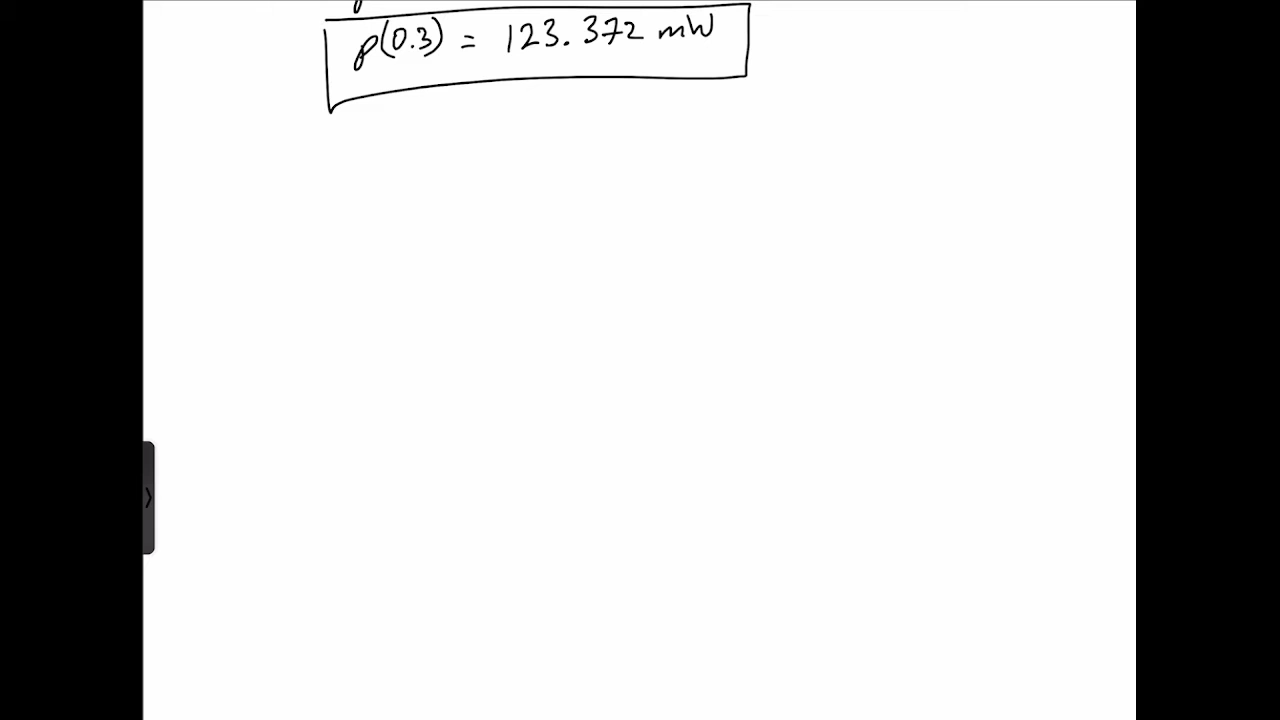 p(0.3) = 123.372 mW